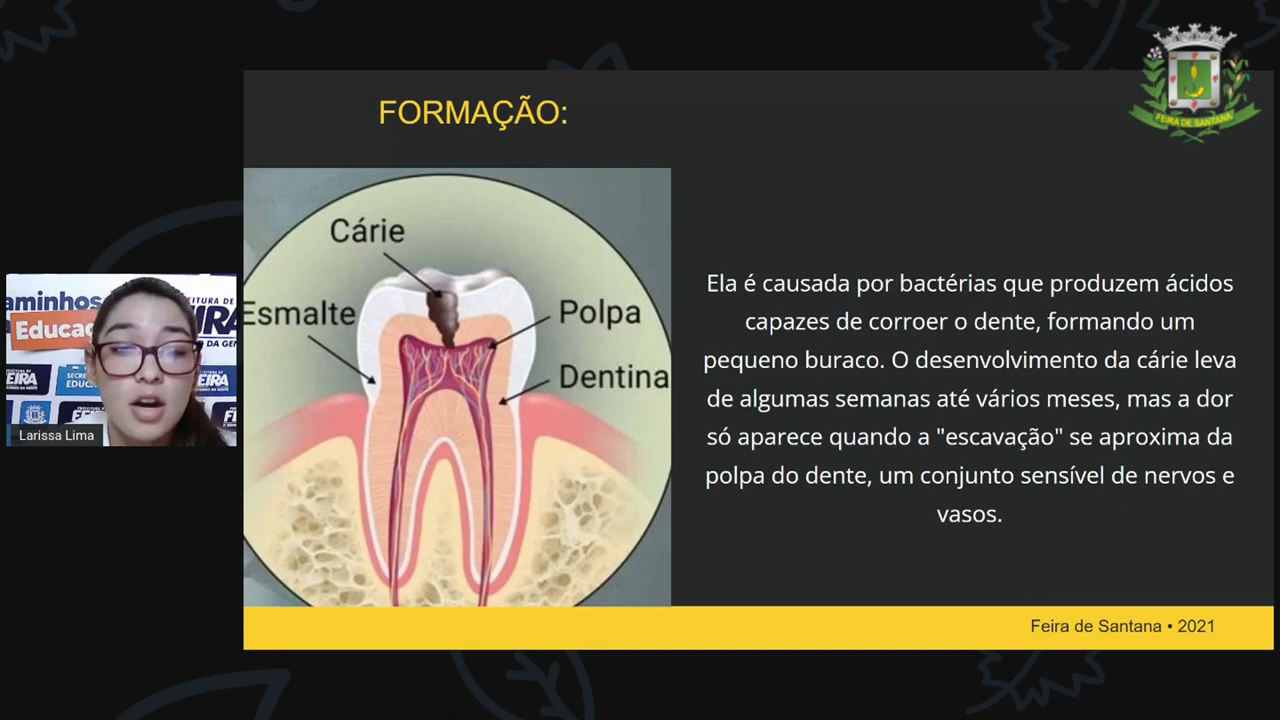 FEIRA DE SANTANA
FORMAÇÃO:
Cárie
Esmalte
Polpa
Dentina
Ela é causada por bactérias que produzem ácidos
capazes de corroer o dente, formando um
pequeno buraco. O desenvolvimento da cárie leva
de algumas semanas até vários meses, mas a dor
só aparece quando a "escavação" se aproxima da
polpa do dente, um conjunto sensível de nervos e
vasos.
aminhos
Educaç
Larissa Lima
Feira de Santana • 2021